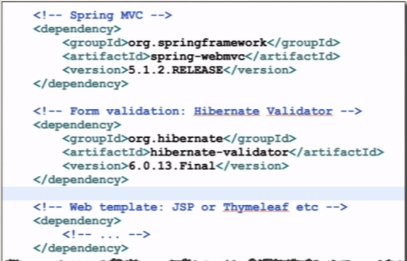 <!-- Spring MVC -->
<dependency>
<groupId>org.springframework</groupId>
<artifactId>spring-webmvc</artifactId>
<version>5.1.2.RELEASE</version>
</dependency>
<!-- Form validation: Hibernate Validator -->
<dependency>
<groupId>org.hibernate</groupId>
<artifactId>hibernate-validator</artifactId>
<version>6.0.13.Final</version>
</dependency>
<!-- Web template: JSP or Thymeleaf etc -->
<dependency>
<!-- ... -->
</dependency>